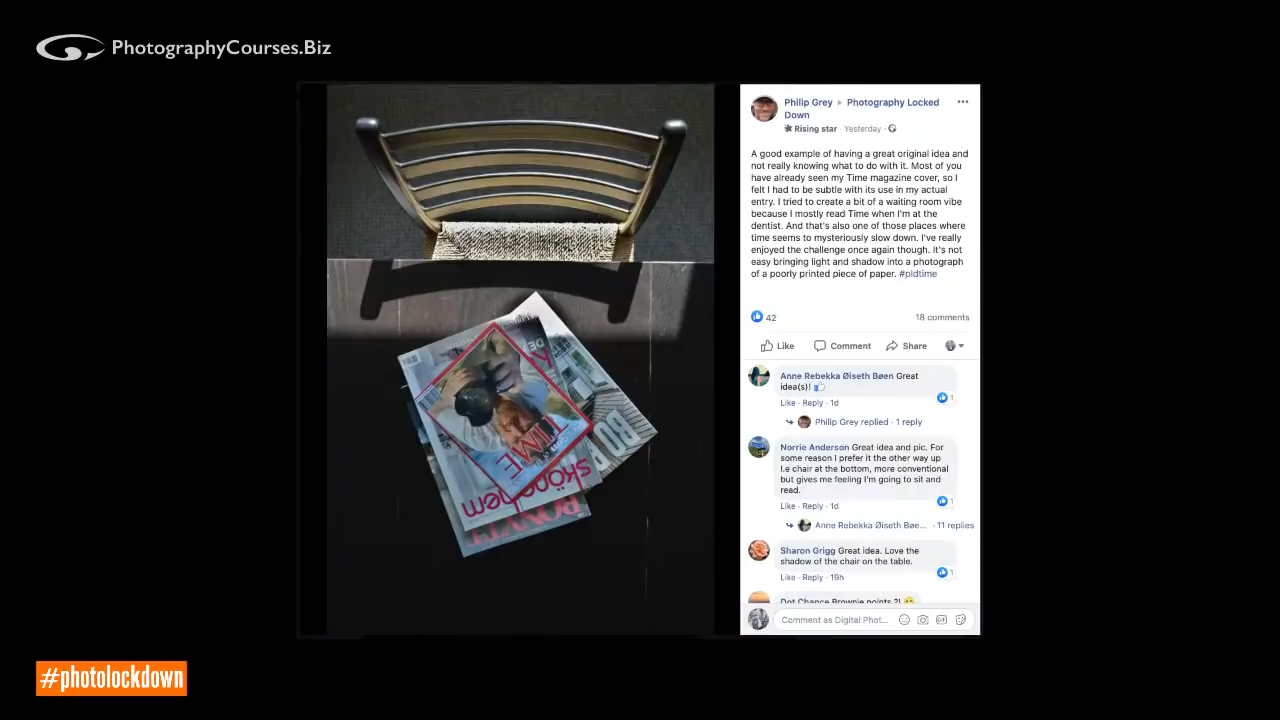 PhotographyCourses.Biz
Philip Grey ▸ Photography Locked
Down
Rising star · Yesterday ·
A good example of having a great original idea and
not really knowing what to do with it. Most of you
have already seen my Time magazine cover, so I
felt I had to be subtle with its use in my actual
entry. I tried to create a bit of a waiting room vibe
because I mostly read Time when I'm at the
dentist. And that's also one of those places where
time seems to mysteriously slow down. I've really
enjoyed the challenge once again though. It's not
easy bringing light and shadow into a photograph
of a poorly printed piece of paper. #pldtime
42
18 comments
Like Comment Share
Anne Rebekka Øiseth Bøen Great
idea(s)!
1
Like · Reply · 1d
Philip Grey replied · 1 reply
Norrie Anderson Great idea and pic. For
some reason I prefer it the other way up
I.e chair at the bottom, more conventional
but gives me feeling I'm going to sit and
read.
1
Like · Reply · 1d
Anne Rebekka Øiseth Bøe... · 11 replies
Sharon Grigg Great idea. Love the
shadow of the chair on the table.
1
Like · Reply · 19h
Dot Chance Brownie points ?!
Comment as Digital Phot...
TIME
#photolockdown